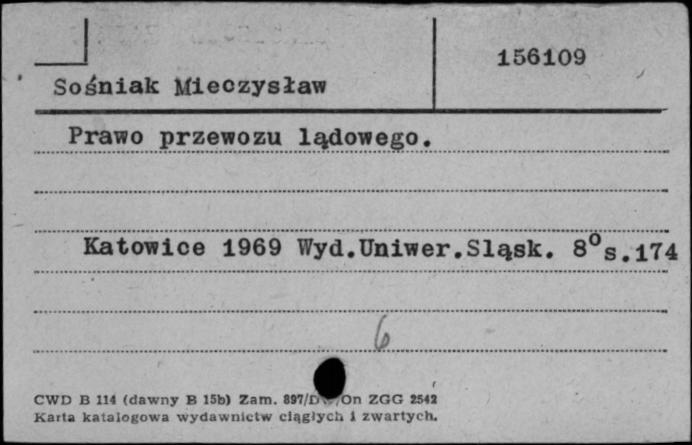 156109
Sośniak Mieczysław
Prawo przewozu lądowego.
Katowice 1969 Wyd.Uniwer.Sląsk. 8° s.174
6
CWD B 114 (dawny B 15b) Zam. 897/D /On ZGG 2542
Karta katalogowa wydawnictw ciągłych i zwartych.